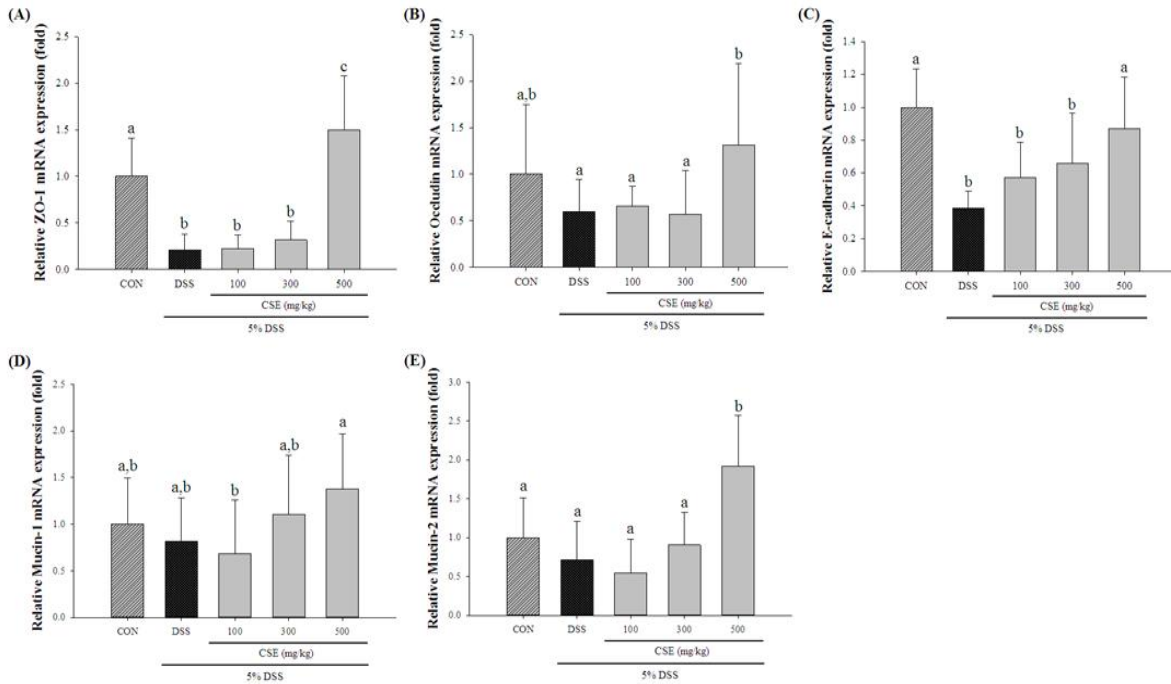 (A)
Relative ZO-1 mRNA expression (fold)
2.5
2.0
1.5
1.0
0.5
0.0
a
b
b
b
c
CON
DSS
100
300
500
CSE (mg/kg)
5% DSS
(B)
Relative Occludin mRNA expression (fold)
2.5
2.0
1.5
1.0
0.5
0.0
a,b
a
a
a
b
CON
DSS
100
300
500
CSE (mg/kg)
5% DSS
(C)
Relative E-cadherin mRNA expression (fold)
1.4
1.2
1.0
0.8
0.6
0.4
0.2
0.0
a
b
b
b
a
CON
DSS
100
300
500
CSE (mg/kg)
5% DSS
(D)
Relative Mucin-1 mRNA expression (fold)
2.5
2.0
1.5
1.0
0.5
0.0
a,b
a,b
b
a,b
a
CON
DSS
100
300
500
CSE (mg/kg)
5% DSS
(E)
Relative Mucin-2 mRNA expression (fold)
3.0
2.5
2.0
1.5
1.0
0.5
0.0
a
a
a
a
b
CON
DSS
100
300
500
CSE (mg/kg)
5% DSS